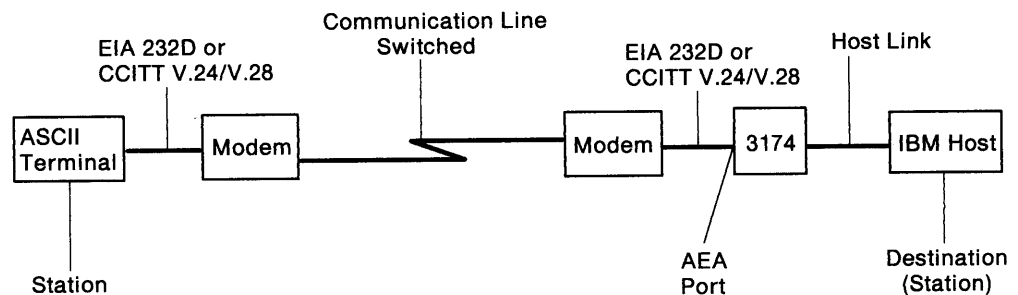 Communication Line
Switched
EIA 232D or
CCITT V.24/V.28
EIA 232D or
CCITT V.24/V.28
Host Link
ASCII
Terminal
Modem
Modem
3174
IBM Host
Station
AEA
Port
Destination
(Station)